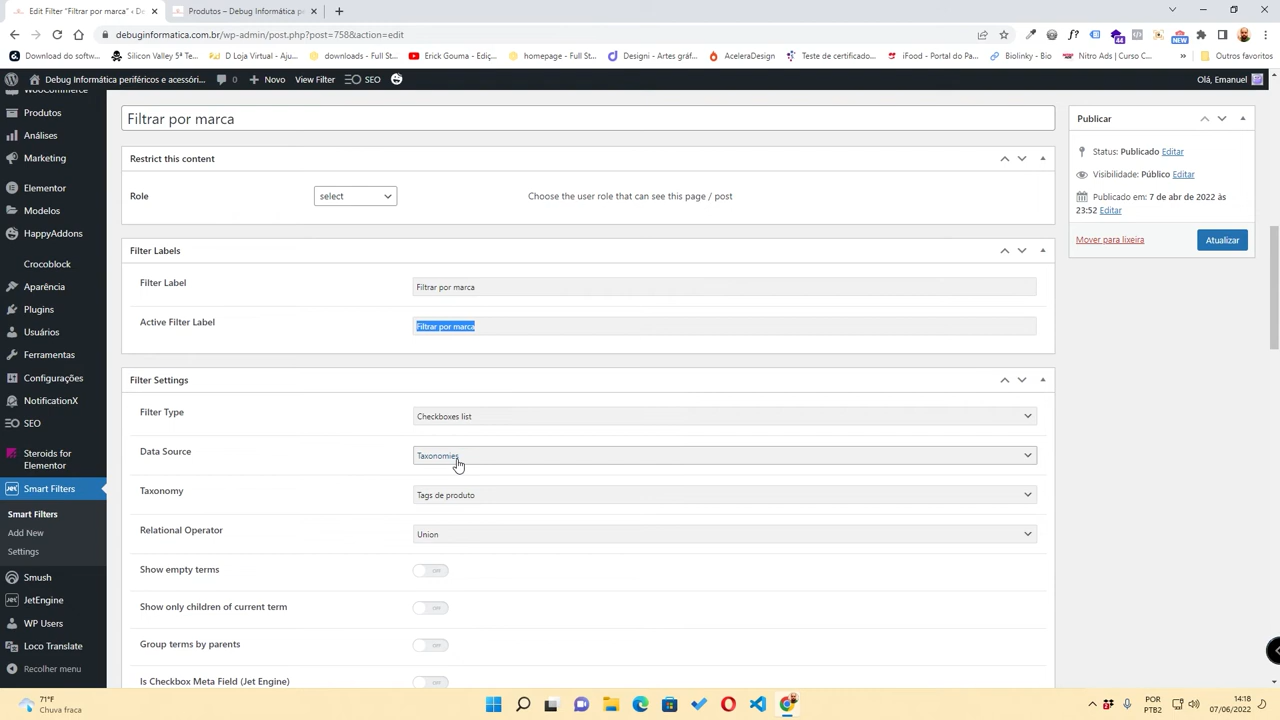 Edit Filter "Filtrar por marca" ‹ D
Produtos – Debug Informática pe
debuginformatica.com.br/wp-admin/post.php?post=758&action=edit
Download do softw...
Silicon Valley 5ª Te...
D Loja Virtual - Aju...
downloads - Full St...
Erick Gouma - Edi...
homepage - Full St...
Designi - Artes gráf...
AceleraDesign
Teste de certificado...
iFood - Portal do Pa...
Biolinky - Bio
Nitro Ads | Curso C...
Outros favoritos
Debug Informática periféricos e acessóri...
0
Novo
View Filter
SEO
Olá, Emanuel
WooCommerce
Produtos
Análises
Marketing
Elementor
Modelos
HappyAddons
Crocoblock
Aparência
Plugins
Usuários
Ferramentas
Configurações
NotificationX
SEO
Steroids for
Elementor
Smart Filters
Smart Filters
Add New
Settings
Smush
JetEngine
WP Users
Loco Translate
Recolher menu
Filtrar por marca
Restrict this content
Role
select
Choose the user role that can see this page / post
Filter Labels
Filter Label
Filtrar por marca
Active Filter Label
Filtrar por marca
Filter Settings
Filter Type
Checkboxes list
Data Source
Taxonomies
Taxonomy
Tags de produto
Relational Operator
Union
Show empty terms
OFF
Show only children of current term
OFF
Group terms by parents
OFF
Is Checkbox Meta Field (Jet Engine)
OFF
Publicar
Status: Publicado Editar
Visibilidade: Público Editar
Publicado em: 7 de abr de 2022 às
23:52 Editar
Mover para lixeira
Atualizar
71°F
Chuva fraca
POR
PTB2
14:18
07/06/2022